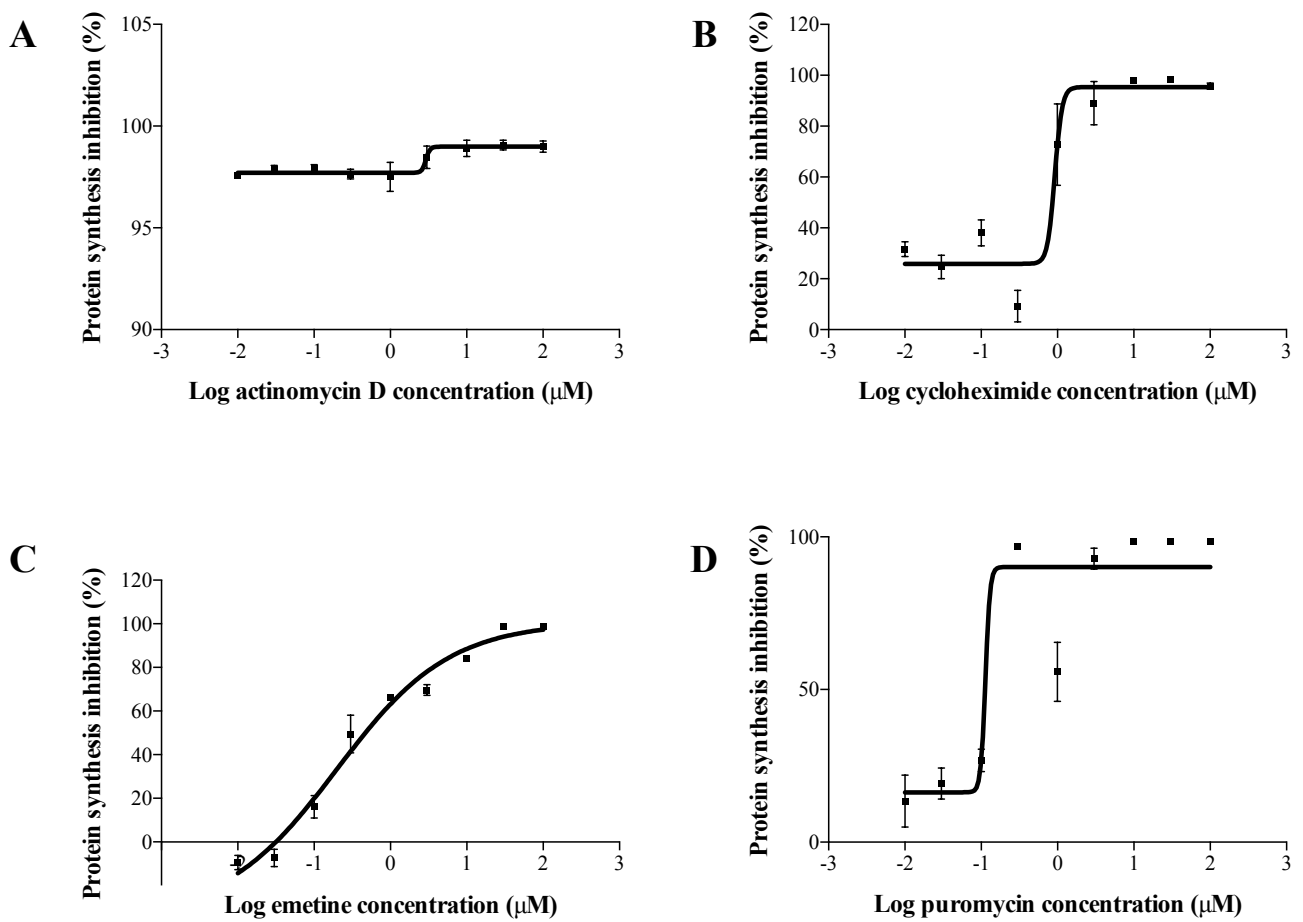 A
Protein synthesis inhibition (%)
105
100
95
90
-3 -2 -1 0 1 2 3
Log actinomycin D concentration (μM)
B
Protein synthesis inhibition (%)
120
100
80
60
40
20
0
-3 -2 -1 0 1 2 3
Log cycloheximide concentration (μM)
C
Protein synthesis inhibition (%)
120
100
80
60
40
20
0
-2 -1 0 1 2 3
Log emetine concentration (μM)
D
Protein synthesis inhibition (%)
100
50
0
-3 -2 -1 0 1 2 3
Log puromycin concentration (μM)